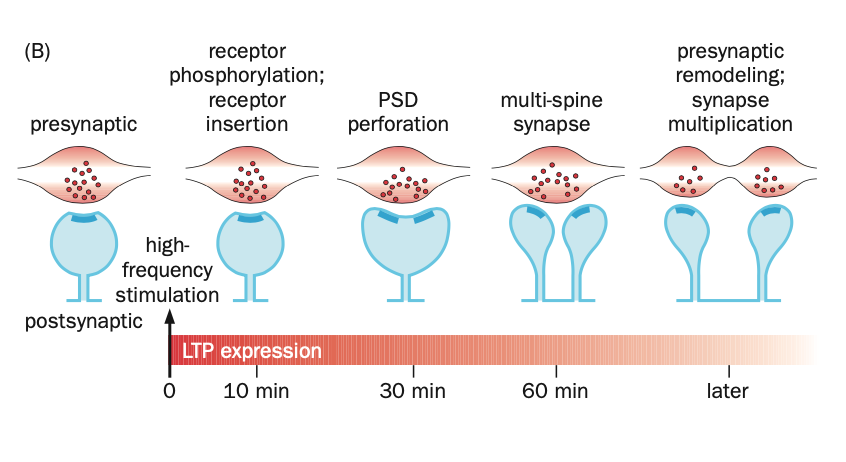 (B)
presynaptic
receptor
phosphorylation;
receptor
insertion
PSD
perforation
multi-spine
synapse
presynaptic
remodeling;
synapse
multiplication
high-
frequency
stimulation
postsynaptic
LTP expression
0
10 min
30 min
60 min
later